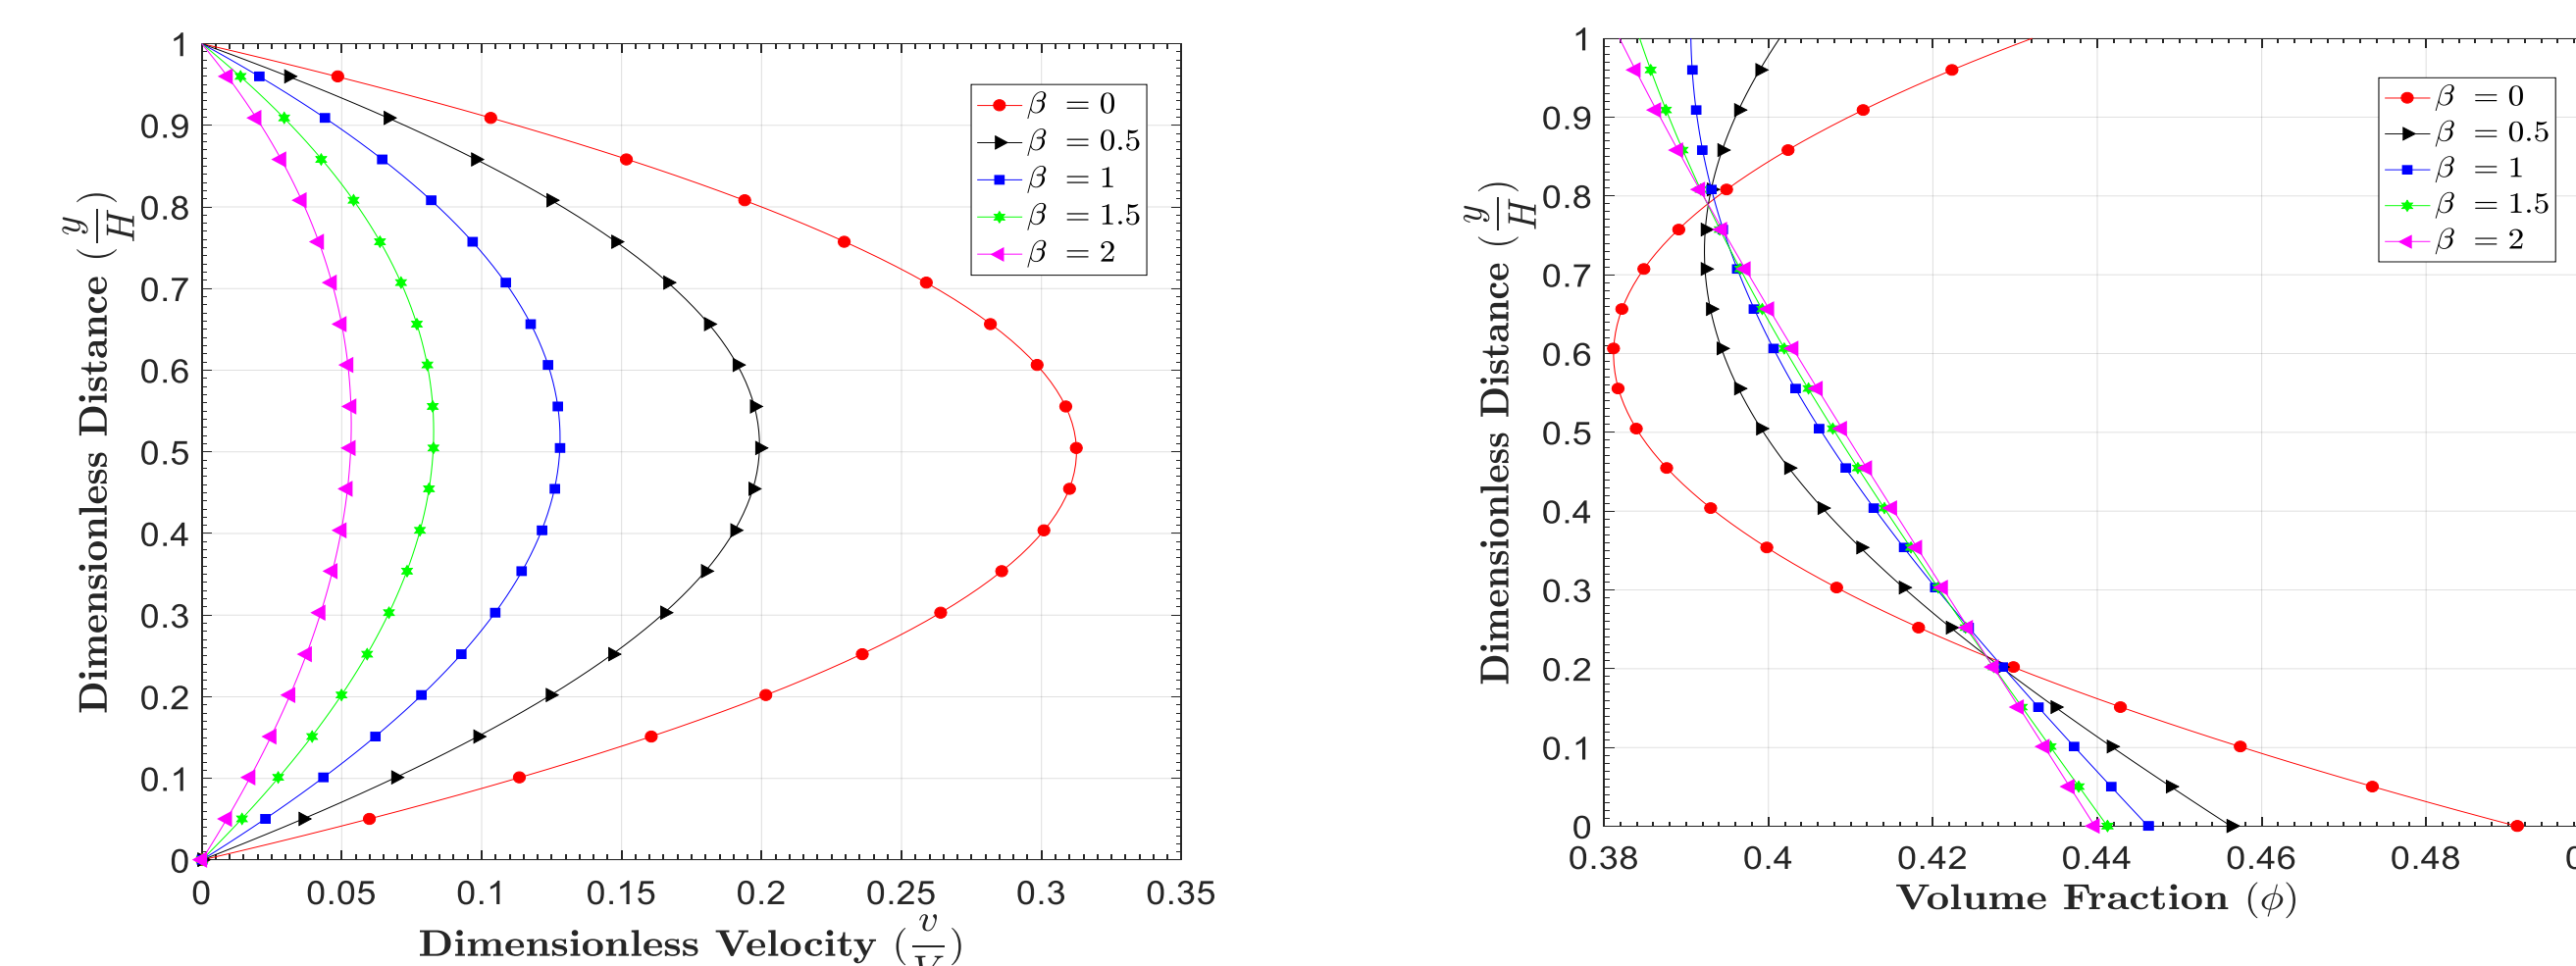 1
0.9
0.8
0.7
0.6
0.5
0.4
0.3
0.2
0.1
0
Dimensionless Distance (y/H)
β = 0
β = 0.5
β = 1
β = 1.5
β = 2
0 0.05 0.1 0.15 0.2 0.25 0.3 0.35
Dimensionless Velocity (v/V)
1
0.9
0.8
0.7
0.6
0.5
0.4
0.3
0.2
0.1
0
Dimensionless Distance (y/H)
β = 0
β = 0.5
β = 1
β = 1.5
β = 2
0.38 0.4 0.42 0.44 0.46 0.48
Volume Fraction (ϕ)